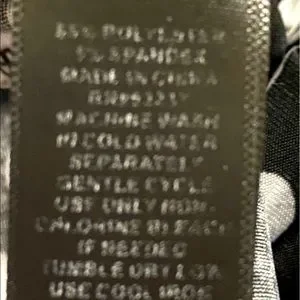 POLYESTER
SPANDEX
MADE IN CHINA
MACHINE WASH
IN COLD WATER
SEPARATELY
GENTLE CYCLE
USE ONLY NON-
CHLORINE BLEACH
IF NEEDED
TUMBLE DRY LOW
USE COOL IRON